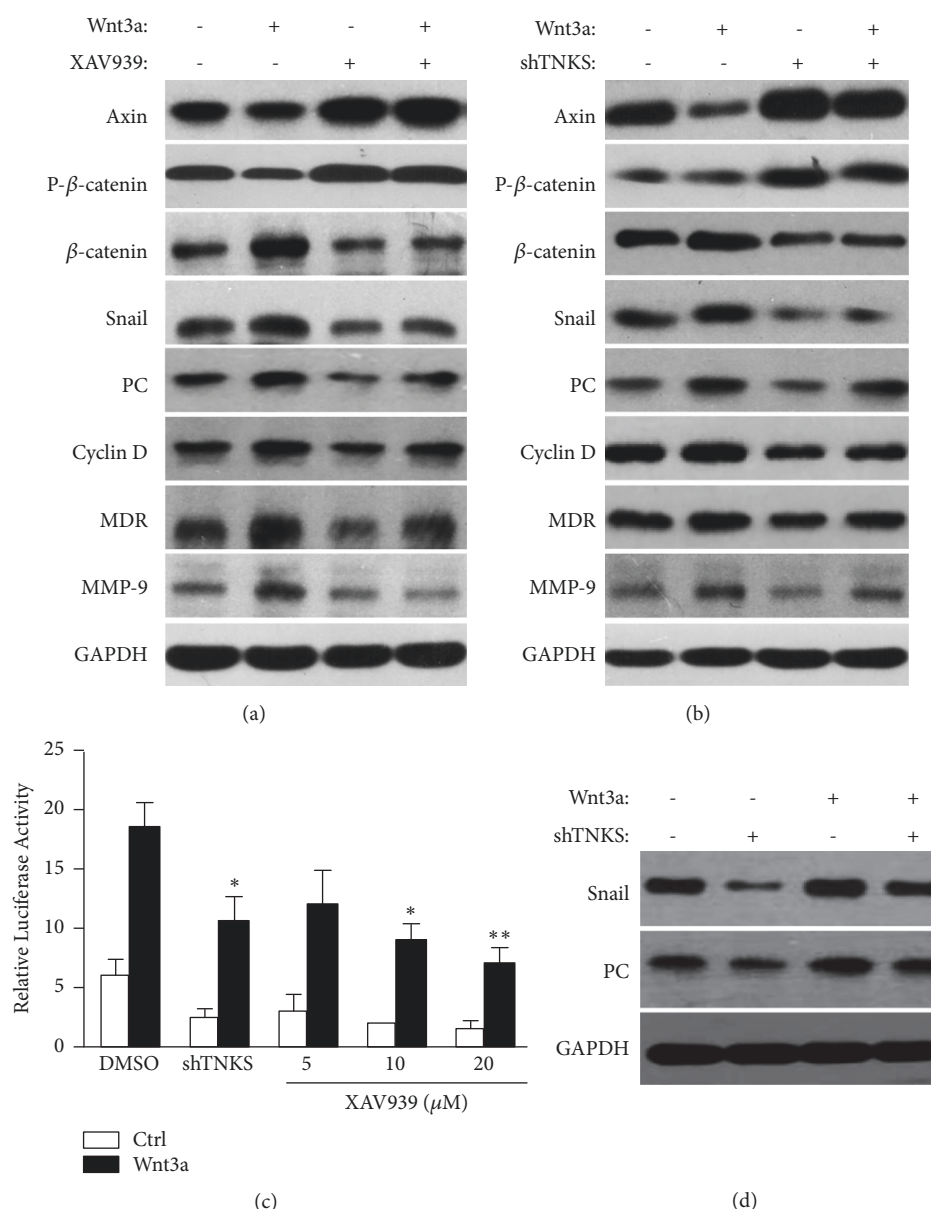 Wnt3a: - + - +
XAV939: - - + +
Axin
P-β-catenin
β-catenin
Snail
PC
Cyclin D
MDR
MMP-9
GAPDH
(a)
Wnt3a: - + - +
shTNKS: - - + +
Axin
P-β-catenin
β-catenin
Snail
PC
Cyclin D
MDR
MMP-9
GAPDH
(b)
Relative Luciferase Activity
25
20
15
10
5
0
* * **
DMSO shTNKS 5 10 20
XAV939 (μM)
Ctrl
Wnt3a
(c)
Wnt3a: - - + +
shTNKS: - + - +
Snail
PC
GAPDH
(d)